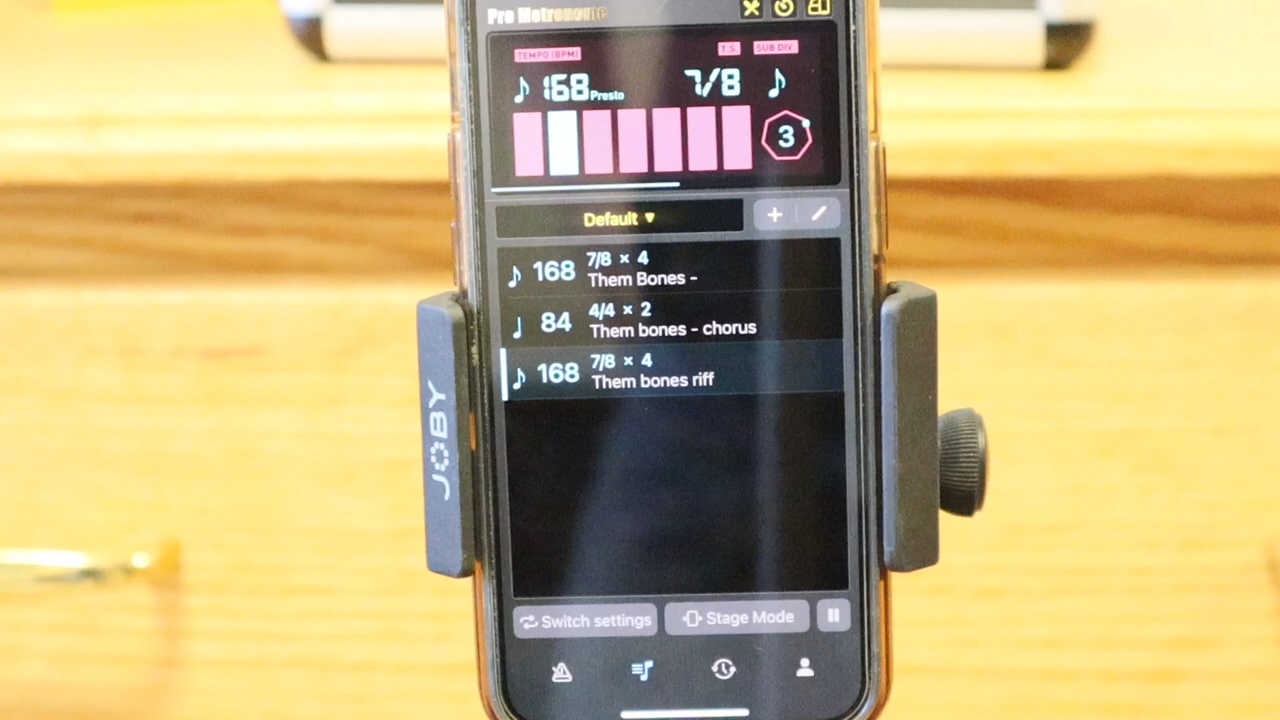 Pro Metronome
TEMPO (BPM) T.S. SUB DIV
168 Presto 7/8
3
Default
168 7/8 × 4
Them Bones -
84 4/4 × 2
Them bones - chorus
168 7/8 × 4
Them bones riff
JOBY
Switch settings Stage Mode